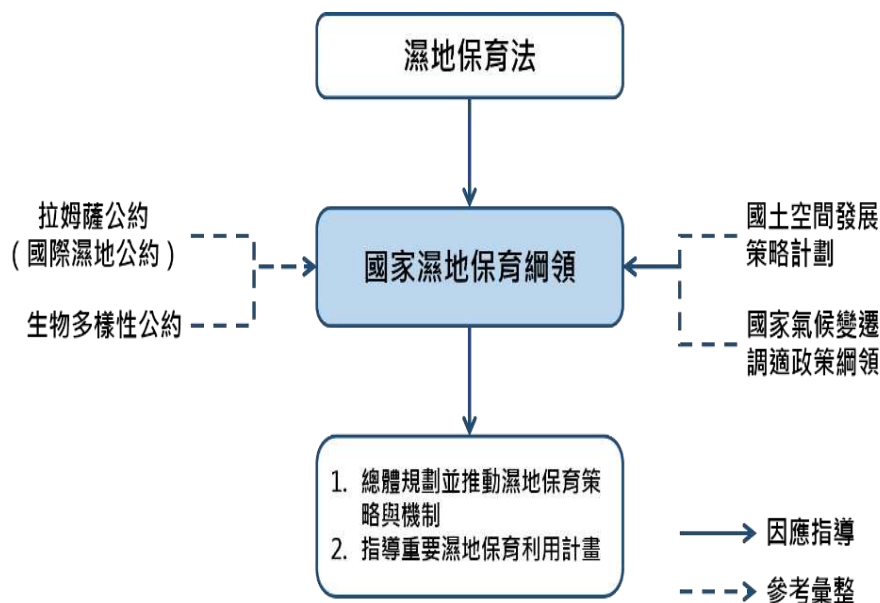 濕地保育法
拉姆薩公約
(國際濕地公約)
生物多樣性公約
國家濕地保育綱領
國土空間發展
策略計劃
國家氣候變遷
調適政策綱領
1. 總體規劃並推動濕地保育策
略與機制
2. 指導重要濕地保育利用計畫
因應指導
參考彙整